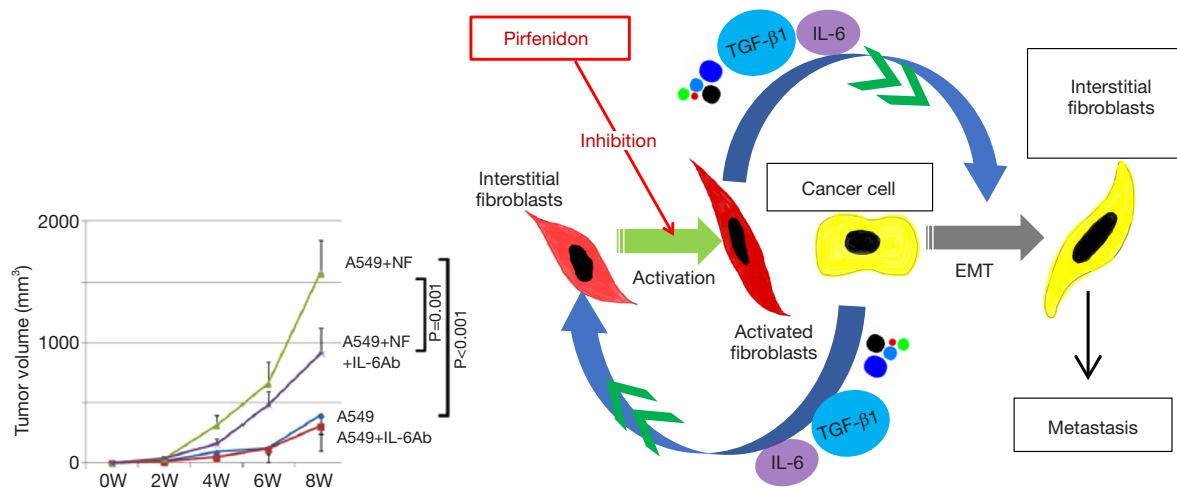 Tumor volume (mm³)
2000
1000
0
0W
2W
4W
6W
8W
A549+NF
A549+NF
+IL-6Ab
A549
A549+IL-6Ab
P=0.001
P<0.001
Pirfenidon
Inhibition
Interstitial
fibroblasts
Activation
Activated
fibroblasts
TGF-β1
IL-6
Cancer cell
EMT
Interstitial
fibroblasts
TGF-β1
IL-6
Metastasis